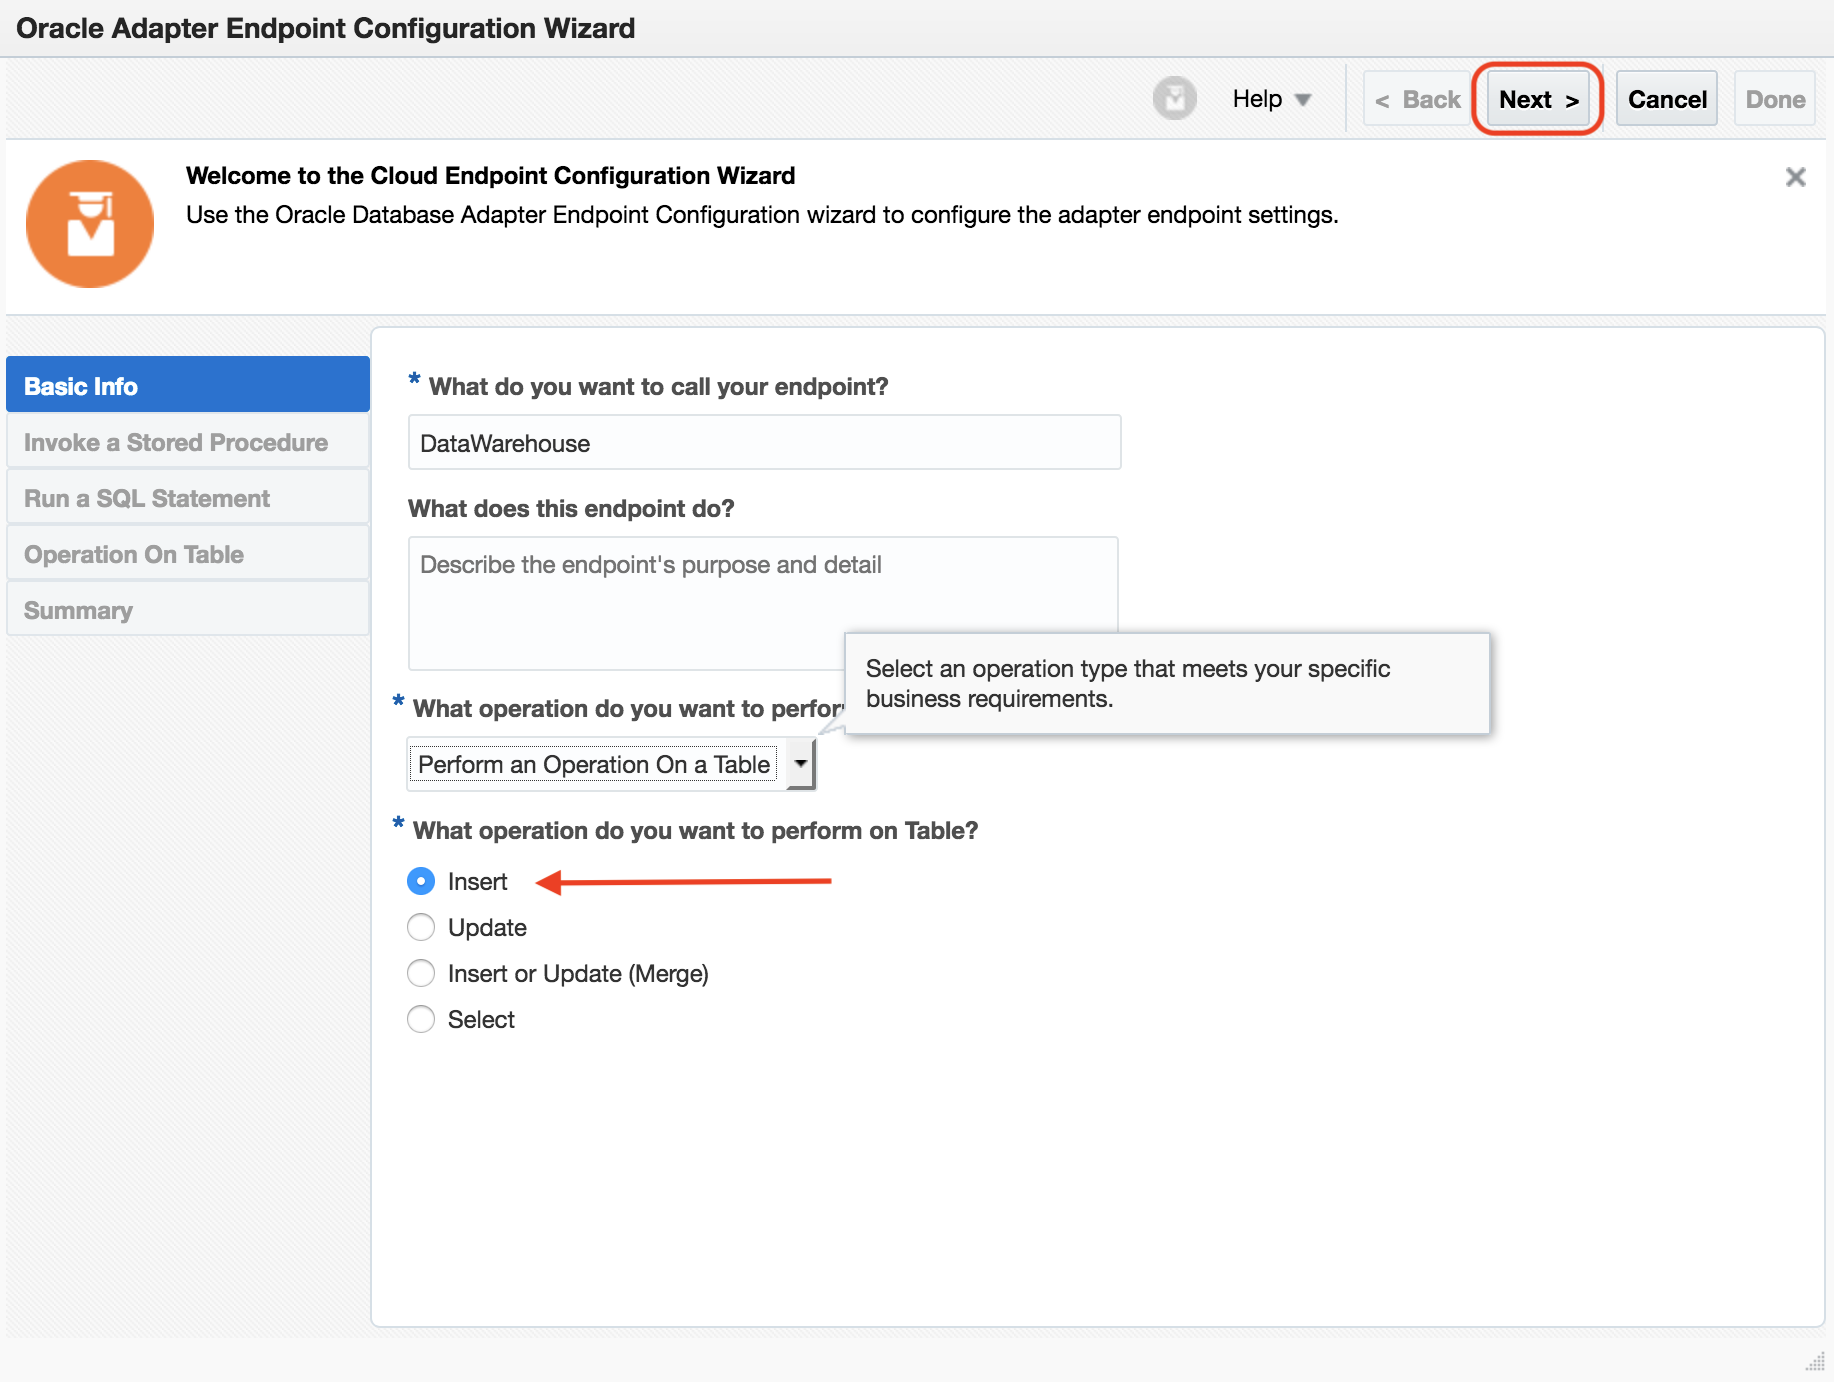 Oracle Adapter Endpoint Configuration Wizard
Help
< Back
Next >
Cancel
Done
Welcome to the Cloud Endpoint Configuration Wizard
Use the Oracle Database Adapter Endpoint Configuration wizard to configure the adapter endpoint settings.
Basic Info
Invoke a Stored Procedure
Run a SQL Statement
Operation On Table
Summary
* What do you want to call your endpoint?
DataWarehouse
What does this endpoint do?
Describe the endpoint's purpose and detail
Select an operation type that meets your specific
business requirements.
* What operation do you want to perfor
Perform an Operation On a Table
* What operation do you want to perform on Table?
Insert
Update
Insert or Update (Merge)
Select